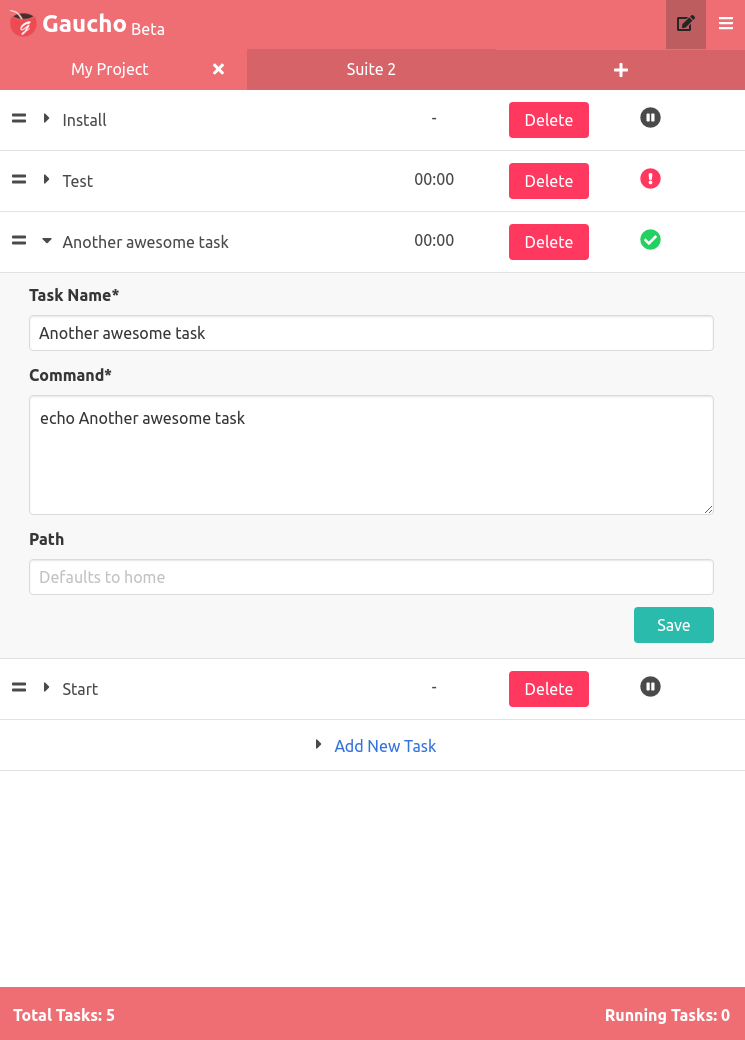 Gaucho Beta
My Project Suite 2
Install - Delete
Test 00:00 Delete
Another awesome task 00:00 Delete
Task Name*
Another awesome task
Command*
echo Another awesome task
Path
Defaults to home
Save
Start - Delete
Add New Task
Total Tasks: 5 Running Tasks: 0